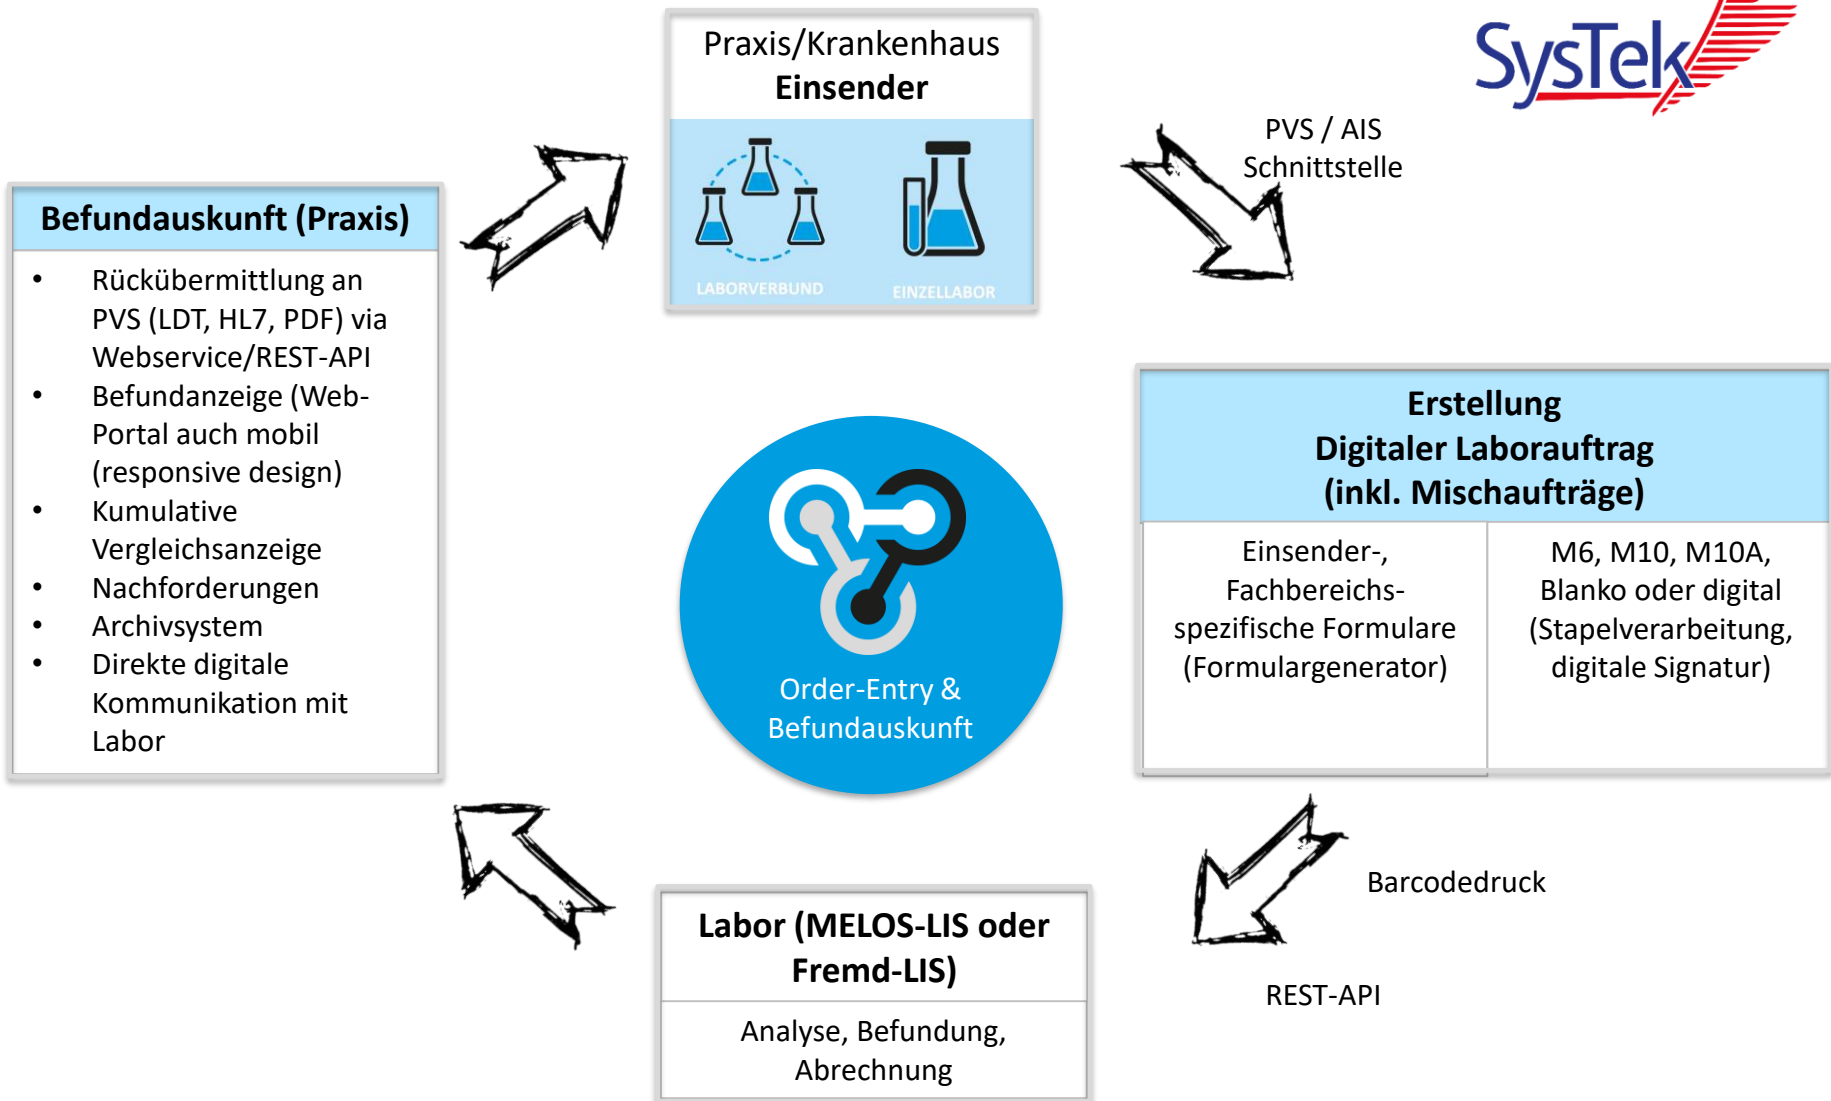 SysTek
Praxis/Krankenhaus
Einsender
LABORVERBUND
EINZELLABOR
PVS / AIS
Schnittstelle
Befundauskunft (Praxis)
• Rückübermittlung an
PVS (LDT, HL7, PDF) via
Webservice/REST-API
• Befundanzeige (Web-
Portal auch mobil
(responsive design)
• Kumulative
Vergleichsanzeige
• Nachforderungen
• Archivsystem
• Direkte digitale
Kommunikation mit
Labor
Order-Entry &
Befundauskunft
Erstellung
Digitaler Laborauftrag
(inkl. Mischaufträge)
Einsender-,
Fachbereichs-
spezifische Formulare
(Formulargenerator)
M6, M10, M10A,
Blanko oder digital
(Stapelverarbeitung,
digitale Signatur)
Barcodedruck
REST-API
Labor (MELOS-LIS oder
Fremd-LIS)
Analyse, Befundung,
Abrechnung